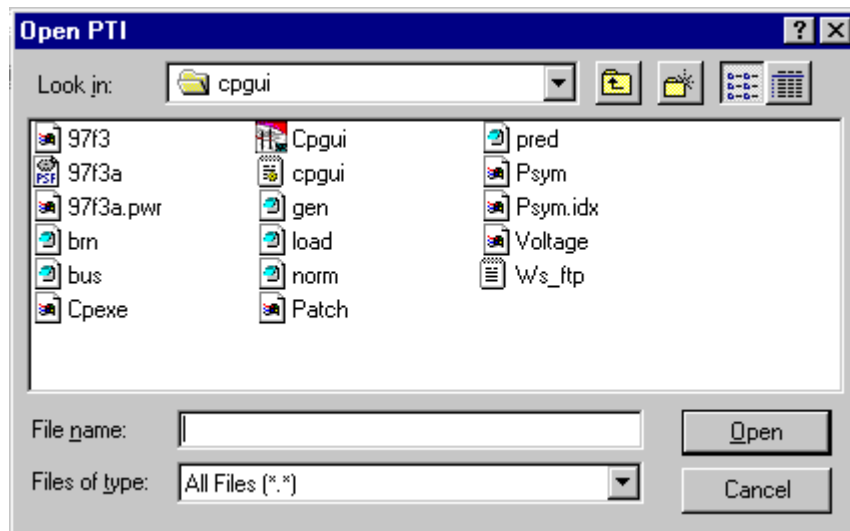 Open PTI
Look in: cpgui
97f3 Cpgui pred
97f3a cpgui Psym
97f3a.pwr gen Psym.idx
brn load Voltage
bus norm Ws_ftp
Cpexe Patch
File name: Open
Files of type: All Files (*.*) Cancel